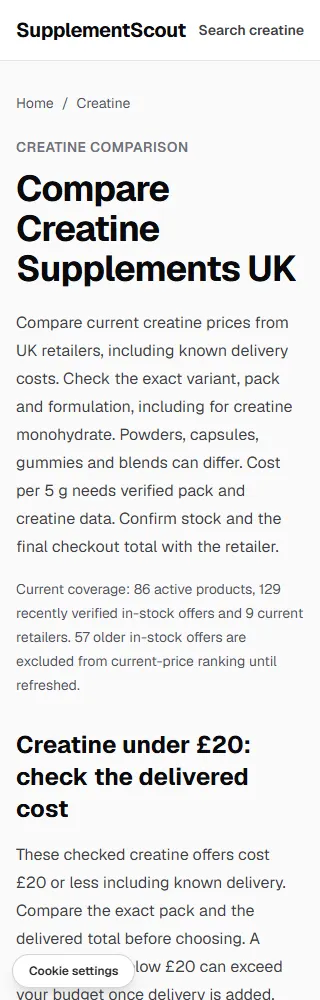 SupplementScout Search creatine
Home / Creatine
CREATINE COMPARISON
Compare
Creatine
Supplements UK
Compare current creatine prices from
UK retailers, including known delivery
costs. Check the exact variant, pack
and formulation, including for creatine
monohydrate. Powders, capsules,
gummies and blends can differ. Cost
per 5 g needs verified pack and
creatine data. Confirm stock and the
final checkout total with the retailer.
Current coverage: 86 active products, 129
recently verified in-stock offers and 9 current
retailers. 57 older in-stock offers are
excluded from current-price ranking until
refreshed.
Creatine under £20:
check the delivered
cost
These checked creatine offers cost
£20 or less including known delivery.
Compare the exact pack and the
delivered total before choosing. A
£20 can exceed
your budget once delivery is added.
Cookie settings